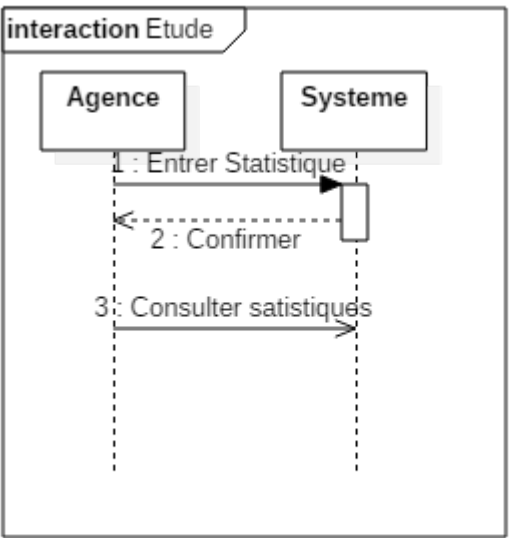 interaction Etude
Agence
Systeme
1 : Entrer Statistique
2 : Confirmer
3 : Consulter satistiques